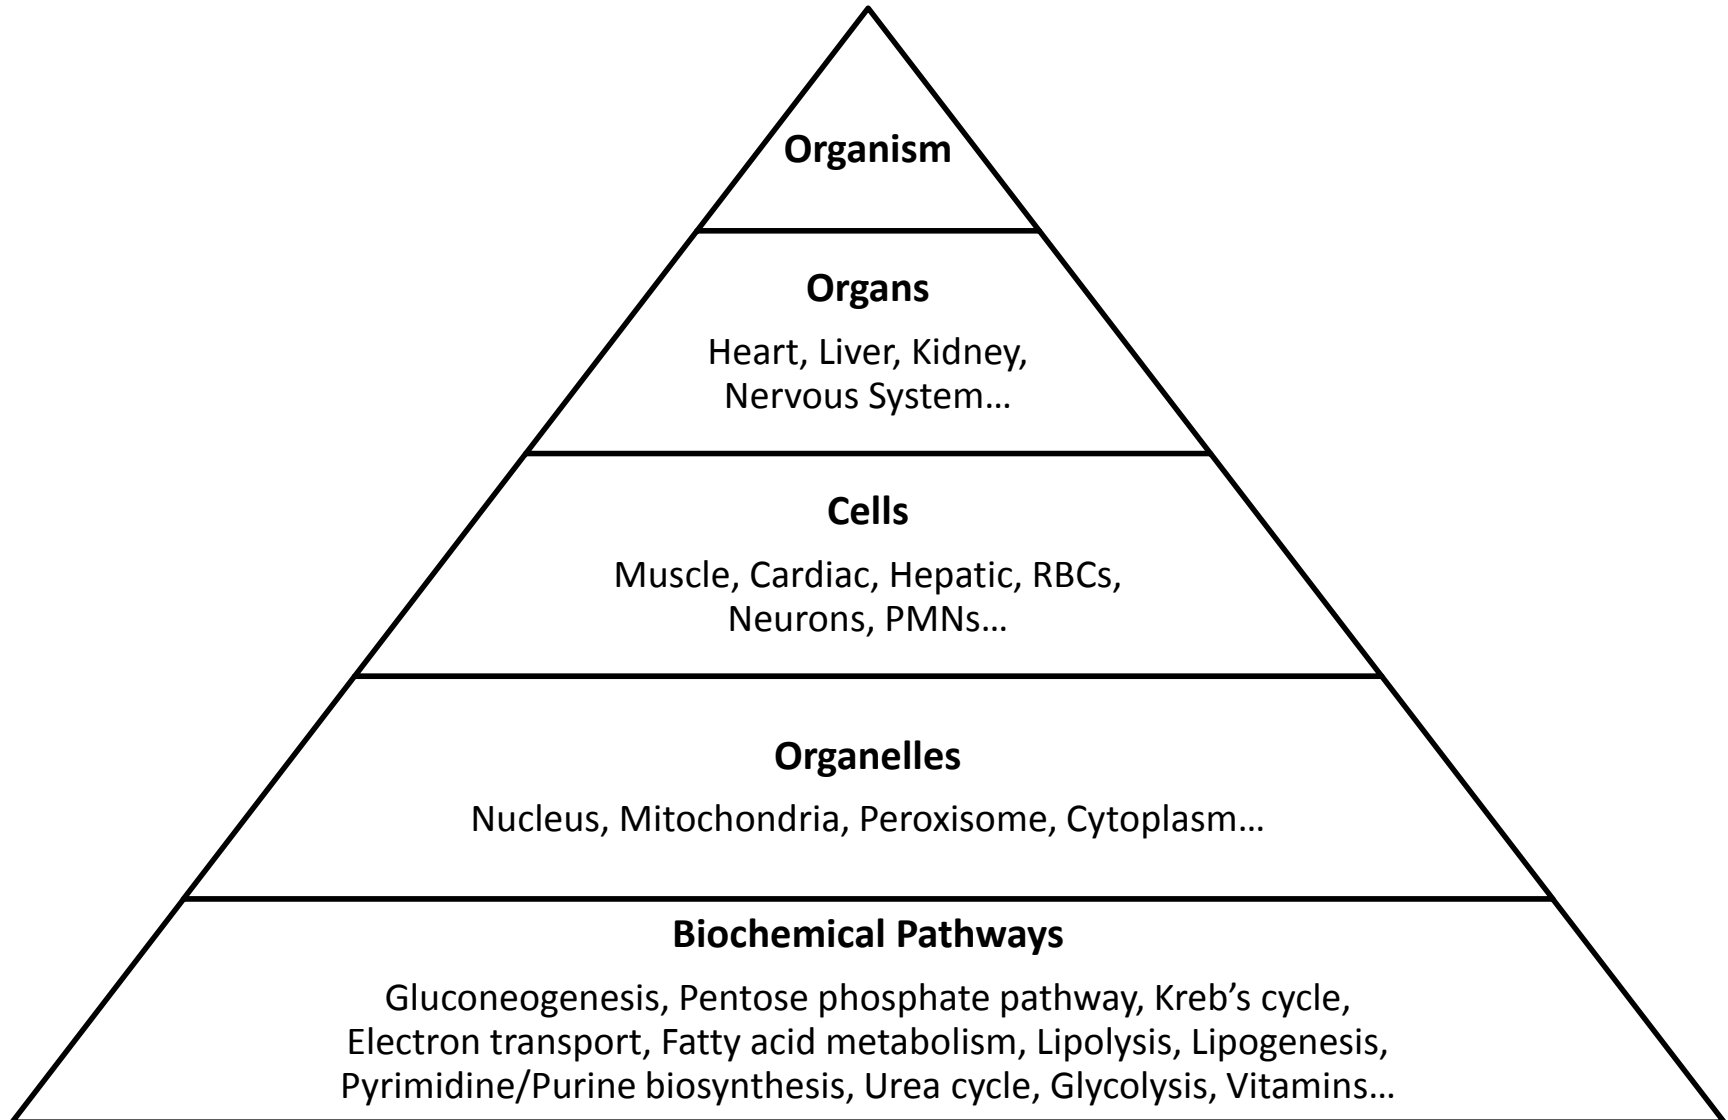 Organism
Organs
Heart, Liver, Kidney,
Nervous System…
Cells
Muscle, Cardiac, Hepatic, RBCs,
Neurons, PMNs…
Organelles
Nucleus, Mitochondria, Peroxisome, Cytoplasm…
Biochemical Pathways
Gluconeogenesis, Pentose phosphate pathway, Kreb’s cycle,
Electron transport, Fatty acid metabolism, Lipolysis, Lipogenesis,
Pyrimidine/Purine biosynthesis, Urea cycle, Glycolysis, Vitamins…